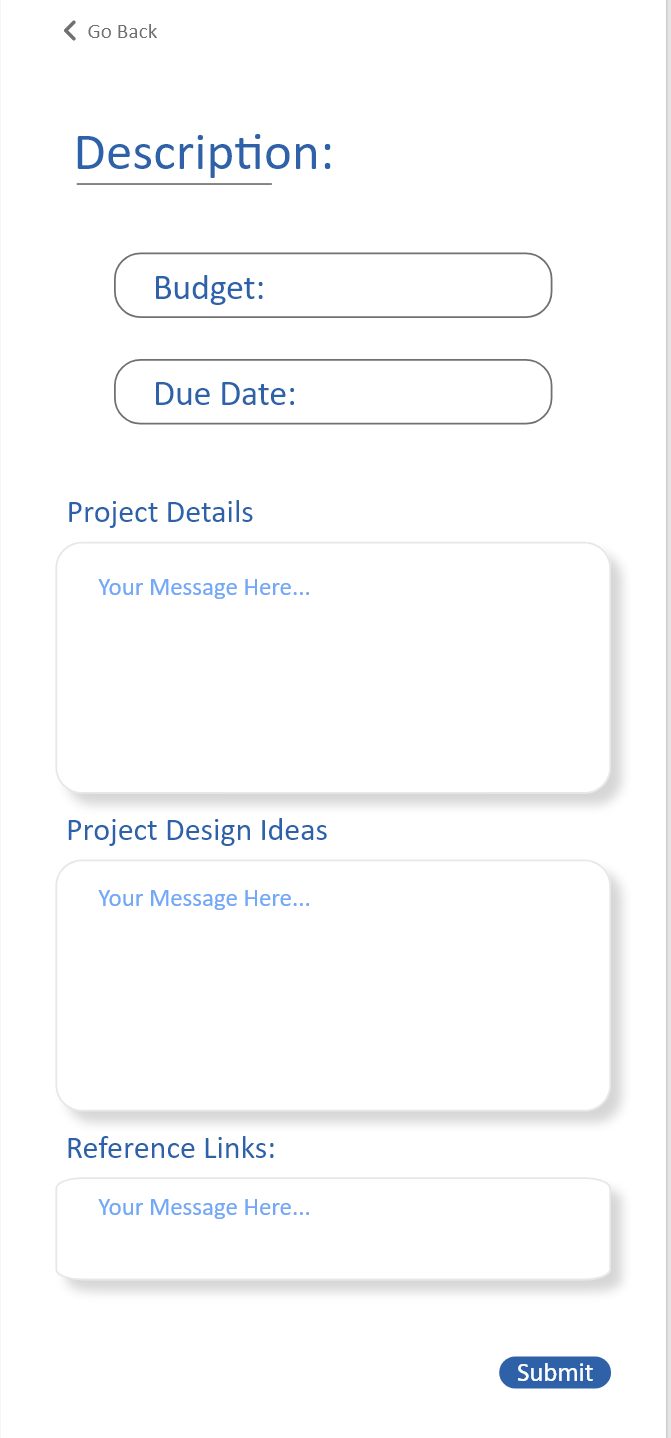 Go Back
Description:
Budget:
Due Date:
Project Details
Your Message Here...
Project Design Ideas
Your Message Here...
Reference Links:
Your Message Here...
Submit